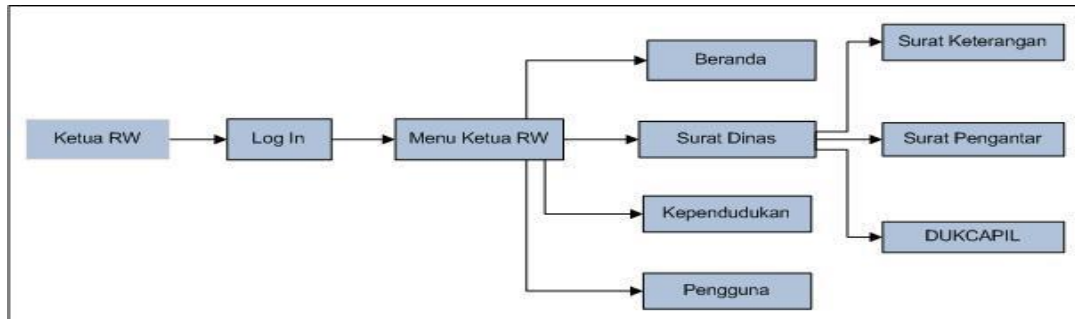 Ketua RW
Log In
Menu Ketua RW
Beranda
Surat Dinas
Kependudukan
Pengguna
Surat Keterangan
Surat Pengantar
DUKCAPIL